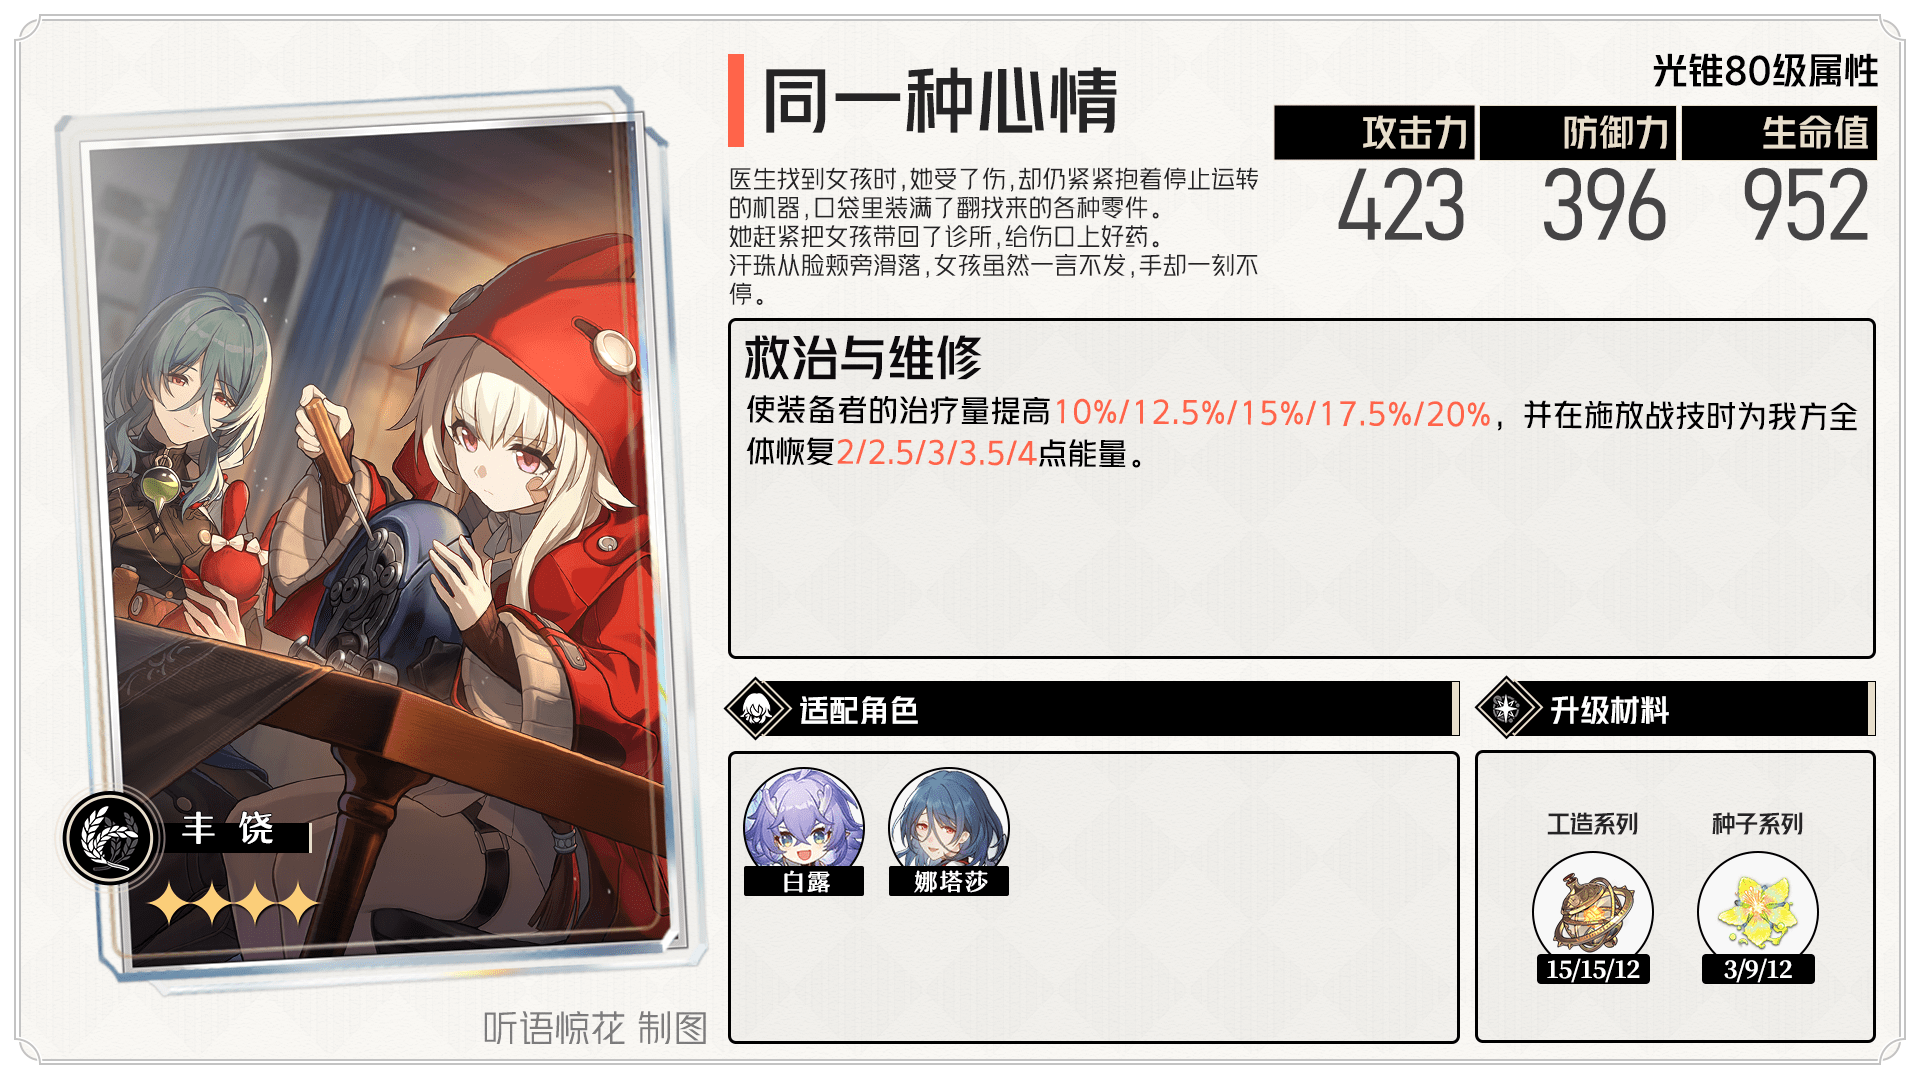 同一种心情
医生找到女孩时,她受了伤,却仍紧紧抱着停止运转
的机器,口袋里装满了翻找来的各种零件。
她赶紧把女孩带回了诊所,给伤口上好药。
汗珠从脸颊旁滑落,女孩虽然一言不发,手却一刻不
停。
光锥80级属性
攻击力 防御力 生命值
423 396 952
救治与维修
使装备者的治疗量提高10%/12.5%/15%/17.5%/20%，并在施放战技时为我方全
体恢复2/2.5/3/3.5/4点能量。
丰饶
适配角色
白露 娜塔莎
升级材料
工造系列 种子系列
15/15/12 3/9/12
听语惊花 制图